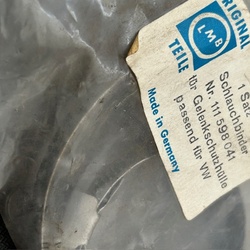 ORIGINAL
LMB
TEILE
Made in Germany
1 Satz
Schlauchbinder
Nr. 111 598 041
für Gelenkschutzhülle
passend für VW